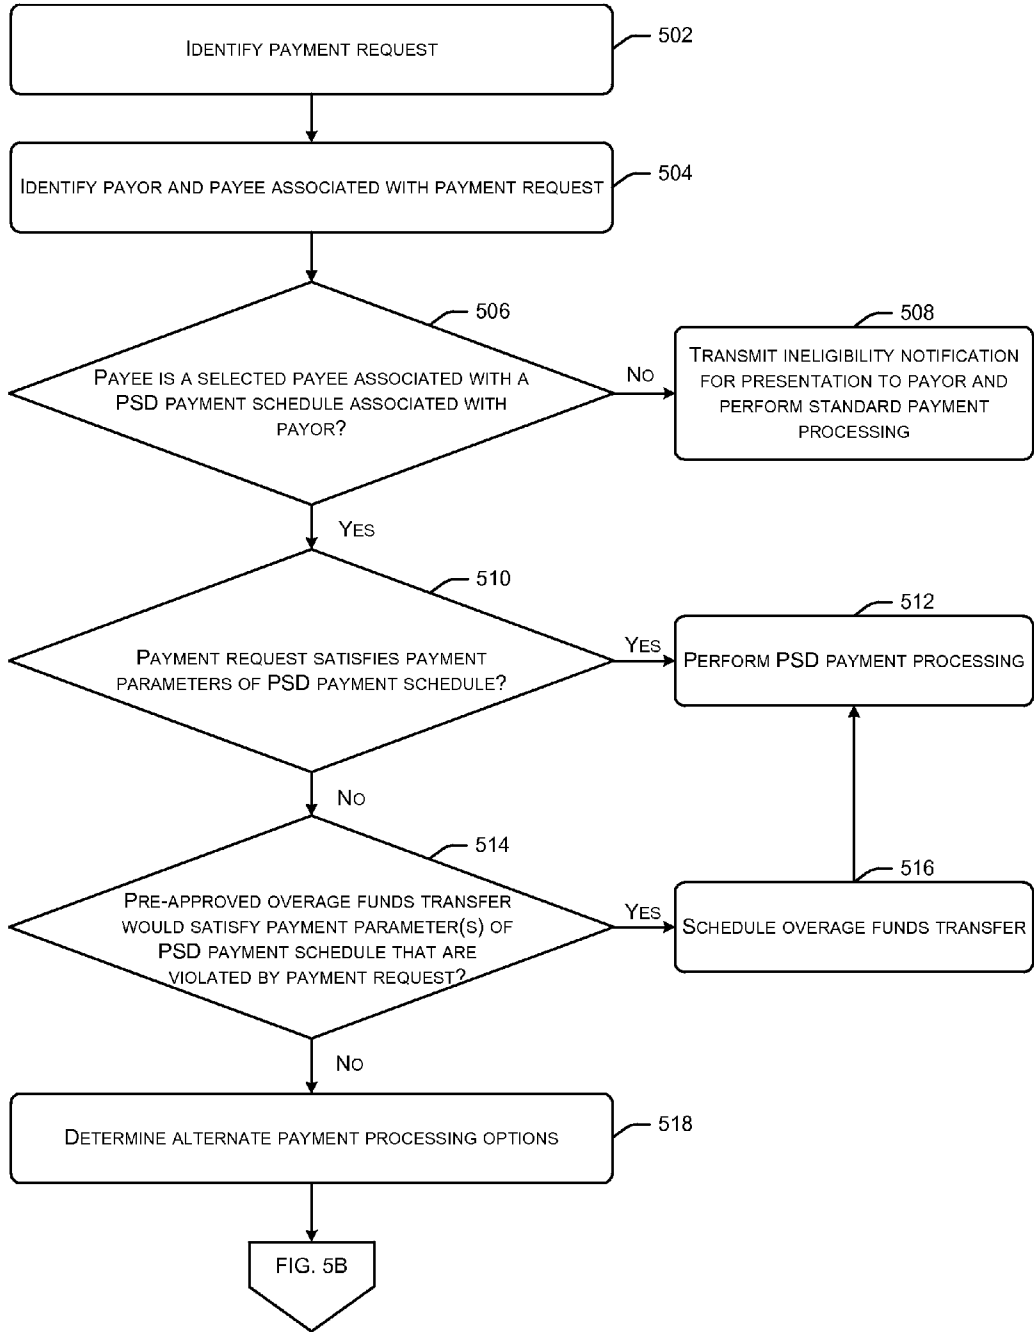 IDENTIFY PAYMENT REQUEST
502
IDENTIFY PAYOR AND PAYEE ASSOCIATED WITH PAYMENT REQUEST
504
506
PAYEE IS A SELECTED PAYEE ASSOCIATED WITH A
PSD PAYMENT SCHEDULE ASSOCIATED WITH
PAYOR?
NO
508
TRANSMIT INELIGIBILITY NOTIFICATION
FOR PRESENTATION TO PAYOR AND
PERFORM STANDARD PAYMENT
PROCESSING
YES
510
PAYMENT REQUEST SATISFIES PAYMENT
PARAMETERS OF PSD PAYMENT SCHEDULE?
YES
512
PERFORM PSD PAYMENT PROCESSING
NO
514
PRE-APPROVED OVERAGE FUNDS TRANSFER
WOULD SATISFY PAYMENT PARAMETER(S) OF
PSD PAYMENT SCHEDULE THAT ARE
VIOLATED BY PAYMENT REQUEST?
YES
516
SCHEDULE OVERAGE FUNDS TRANSFER
NO
DETERMINE ALTERNATE PAYMENT PROCESSING OPTIONS
518
FIG. 5B